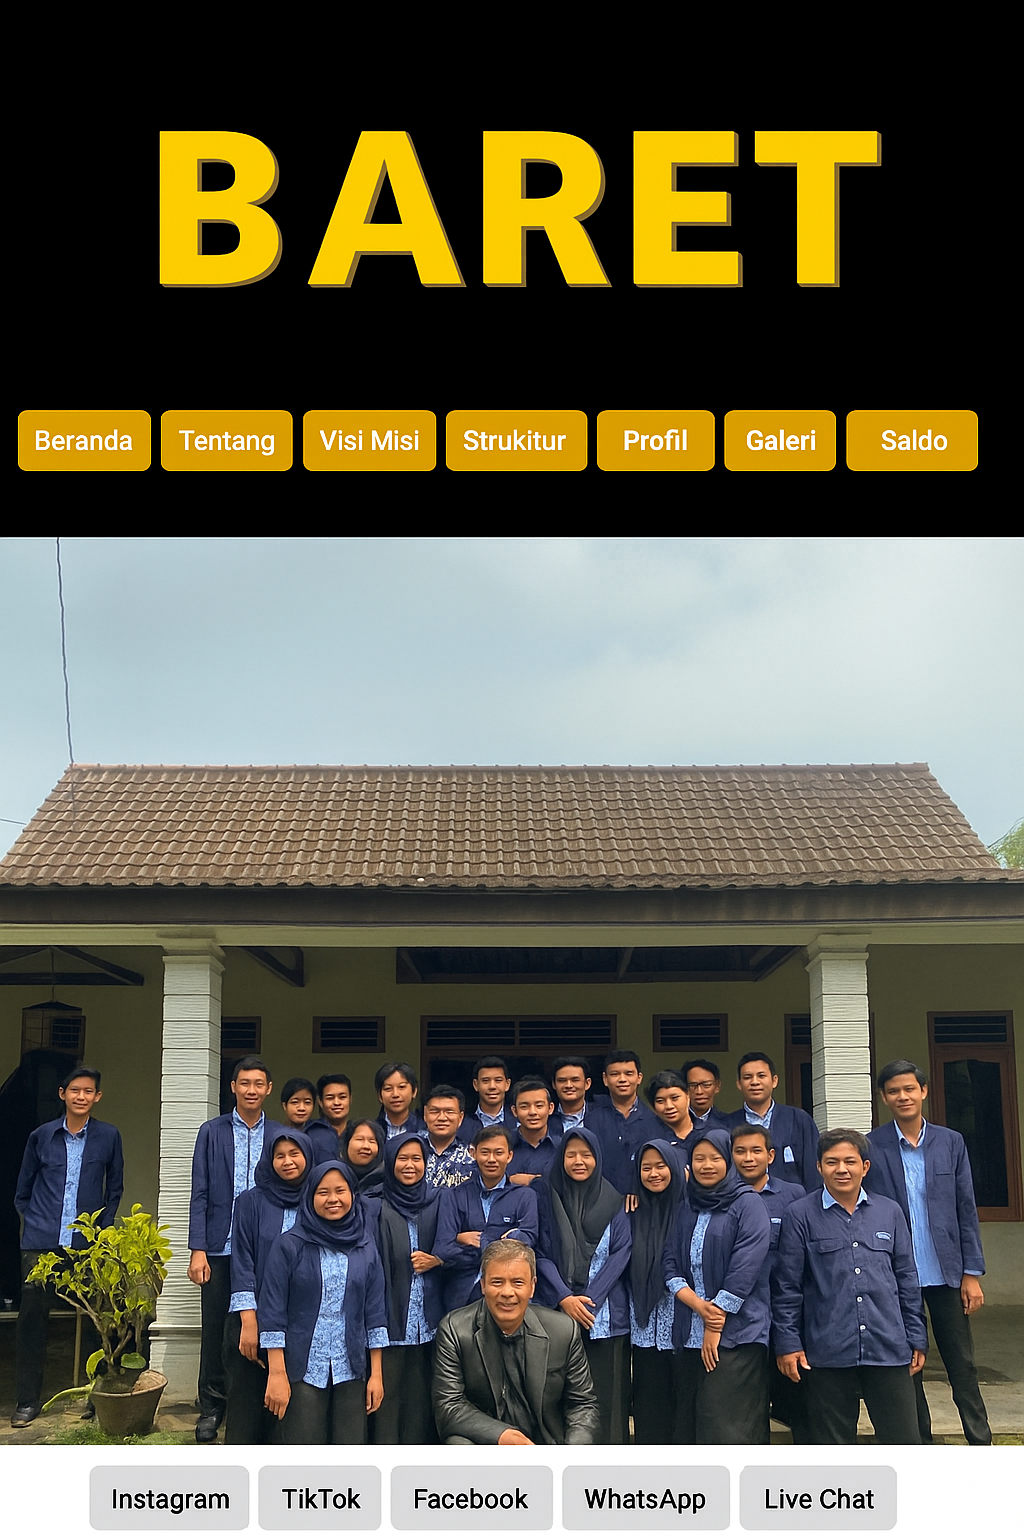 BARET
Beranda Tentang Visi Misi Strukitur Profil Galeri Saldo
Instagram TikTok Facebook WhatsApp Live Chat